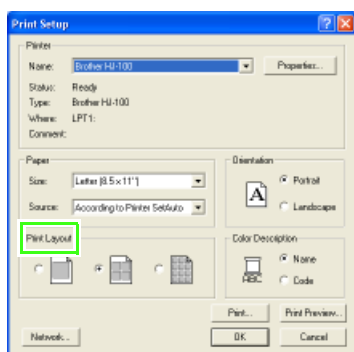 Print Setup
Printer
Name: Brother HJ-100 Properties...
Status: Ready
Type: Brother HJ-100
Where: LPT1:
Comment:
Paper
Size: Letter (8.5 x 11")
Source: According to Printer SetAuto
Orientation
A
Portrait
Landscape
Print Layout
Color Description
ABC
Name
Code
Print... Print Preview...
Network... OK Cancel